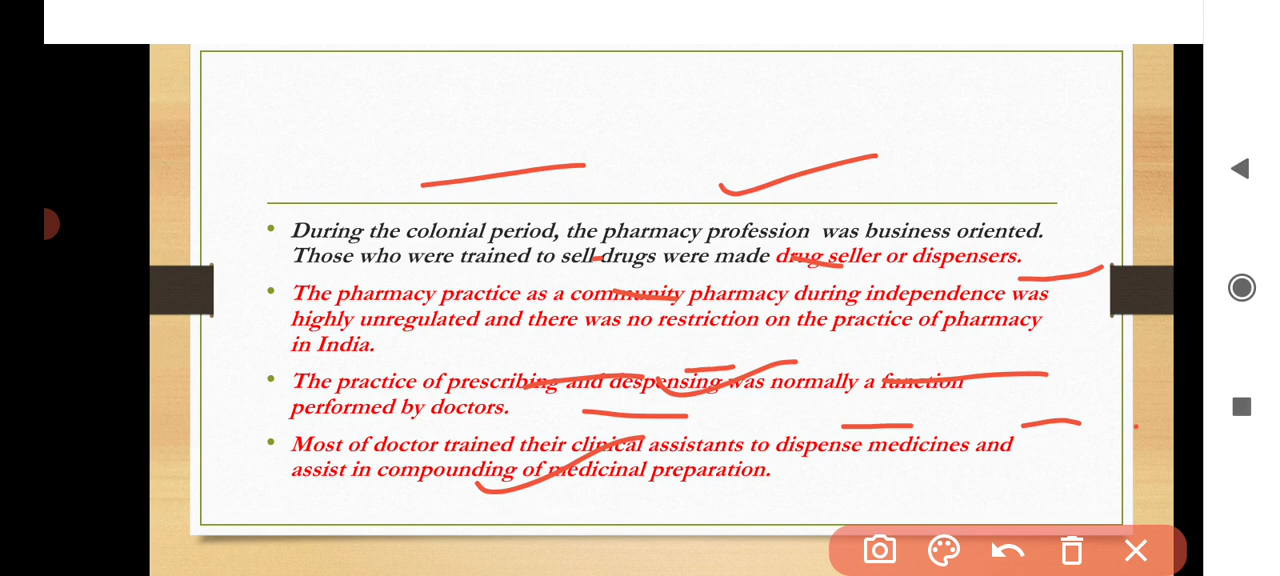 During the colonial period, the pharmacy profession was business oriented.
Those who were trained to sell drugs were made drug seller or dispensers.
The pharmacy practice as a community pharmacy during independence was
highly unregulated and there was no restriction on the practice of pharmacy
in India.
The practice of prescribing and despensing was normally a function
performed by doctors.
Most of doctor trained their clinical assistants to dispense medicines and
assist in compounding of medicinal preparation.